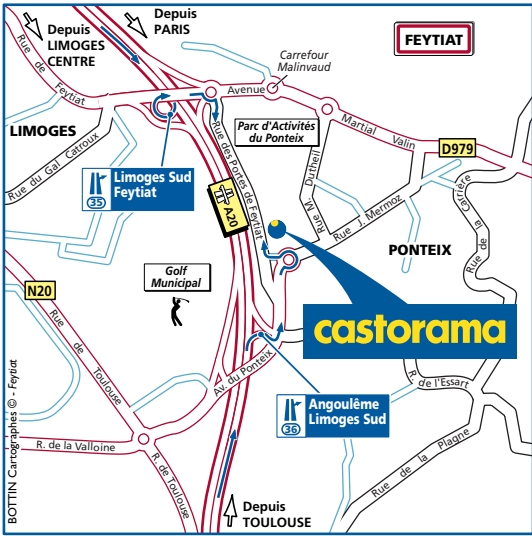 Depuis
LIMOGES
CENTRE
Depuis
PARIS
FEYTIAT
Rue de Feytiat
Carrefour
Malinvaud
Avenue
Martial Valin
LIMOGES
Parc d'Activités
du Ponteix
D979
Rue du Gal Catroux
35
Limoges Sud
Feytiat
Rue des Portes de Feytiat
Rue M. Dutheil
Rue J. Mermoz
Rue de la Carrière
A20
PONTEIX
Golf
Municipal
N20
castorama
Rue de Toulouse
Av. du Ponteix
R. de l'Essart
36
Angoulême
Limoges Sud
R. de la Valloine
R. de Toulouse
Rue de la Plagne
Depuis
TOULOUSE
BOTTIN Cartographes © - Feytiat